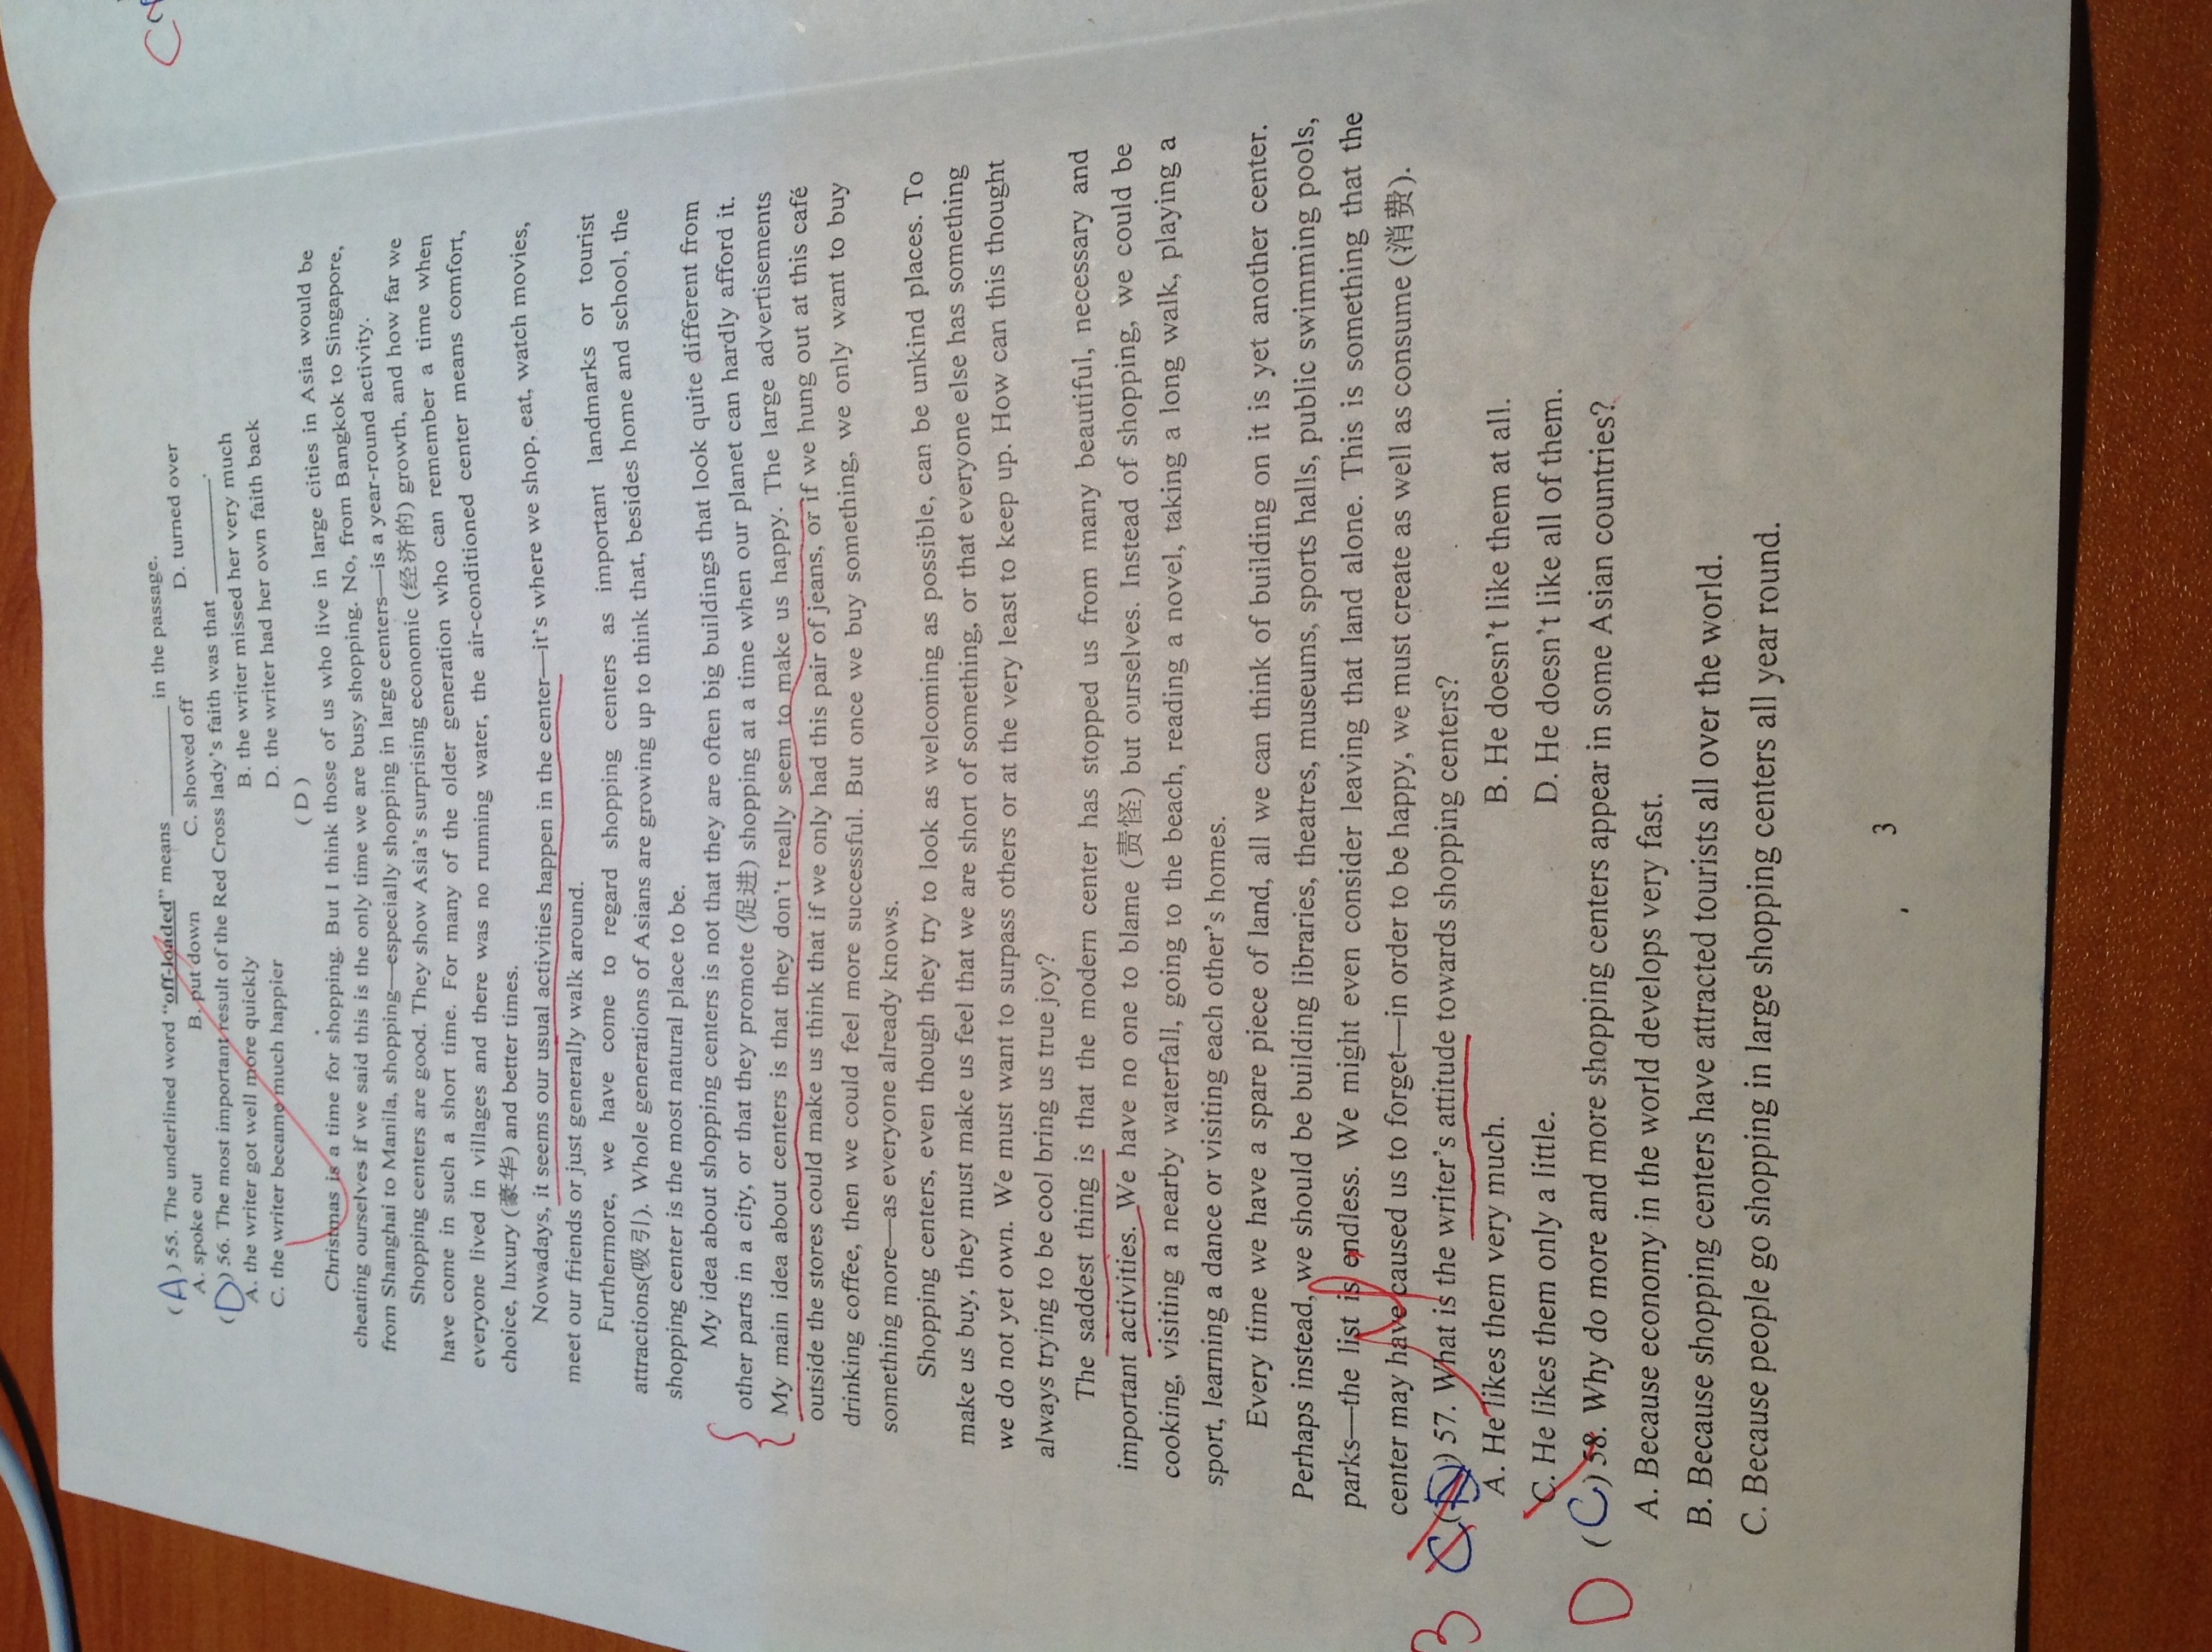 (A) 55. The underlined word “off-loaded” means __________ in the passage.
A. spoke out B. put down C. showed off D. turned over
(D) 56. The most important result of the Red Cross lady’s faith was that __________.
A. the writer got well more quickly B. the writer missed her very much
C. the writer became much happier D. the writer had her own faith back
(D)
Christmas is a time for shopping. But I think those of us who live in large cities in Asia would be
cheating ourselves if we said this is the only time we are busy shopping. No, from Bangkok to Singapore,
from Shanghai to Manila, shopping—especially shopping in large centers—is a year-round activity.
Shopping centers are good. They show Asia’s surprising economic (经济的) growth, and how far we
have come in such a short time. For many of the older generation who can remember a time when
everyone lived in villages and there was no running water, the air-conditioned center means comfort,
choice, luxury (豪华) and better times.
Nowadays, it seems our usual activities happen in the center—it’s where we shop, eat, watch movies,
meet our friends or just generally walk around.
Furthermore, we have come to regard shopping centers as important landmarks or tourist
attractions(吸引). Whole generations of Asians are growing up to think that, besides home and school, the
shopping center is the most natural place to be.
My idea about shopping centers is not that they are often big buildings that look quite different from
other parts in a city, or that they promote (促进) shopping at a time when our planet can hardly afford it.
My main idea about centers is that they don’t really seem to make us happy. The large advertisements
outside the stores could make us think that if we only had this pair of jeans, or if we hung out at this café
drinking coffee, then we could feel more successful. But once we buy something, we only want to buy
something more—as everyone already knows.
Shopping centers, even though they try to look as welcoming as possible, can be unkind places. To
make us buy, they must make us feel that we are short of something, or that everyone else has something
we do not yet own. We must want to surpass others or at the very least to keep up. How can this thought
always trying to be cool bring us true joy?
The saddest thing is that the modern center has stopped us from many beautiful, necessary and
important activities. We have no one to blame (责怪) but ourselves. Instead of shopping, we could be
cooking, visiting a nearby waterfall, going to the beach, reading a novel, taking a long walk, playing a
sport, learning a dance or visiting each other’s homes.
Every time we have a spare piece of land, all we can think of building on it is yet another center.
Perhaps instead, we should be building libraries, theatres, museums, sports halls, public swimming pools,
parks—the list is endless. We might even consider leaving that land alone. This is something that the
center may have caused us to forget—in order to be happy, we must create as well as consume (消费).
B C (D) 57. What is the writer’s attitude towards shopping centers?
A. He likes them very much. B. He doesn’t like them at all.
C. He likes them only a little. D. He doesn’t like all of them.
D (C) 58. Why do more and more shopping centers appear in some Asian countries?
A. Because economy in the world develops very fast.
B. Because shopping centers have attracted tourists all over the world.
C. Because people go shopping in large shopping centers all year round.
3